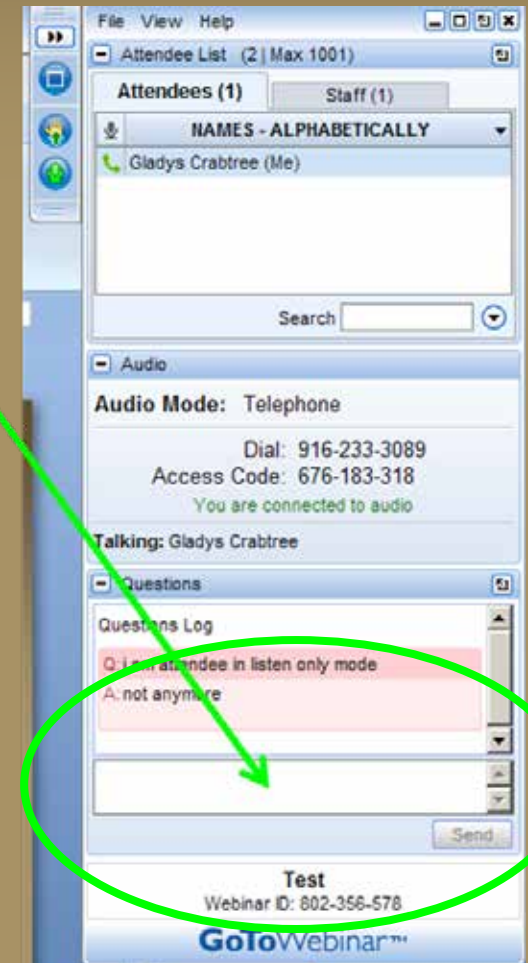 File View Help
Attendee List (2 | Max 1001)
Attendees (1) Staff (1)
NAMES - ALPHABETICALLY
Gladys Crabtree (Me)
Search
Audio
Audio Mode: Telephone
Dial: 916-233-3089
Access Code: 676-183-318
You are connected to audio
Talking: Gladys Crabtree
Questions
Questions Log
Q: i am attendee in listen only mode
A: not anymore
Send
Test
Webinar ID: 802-356-578
GoToWebinar™